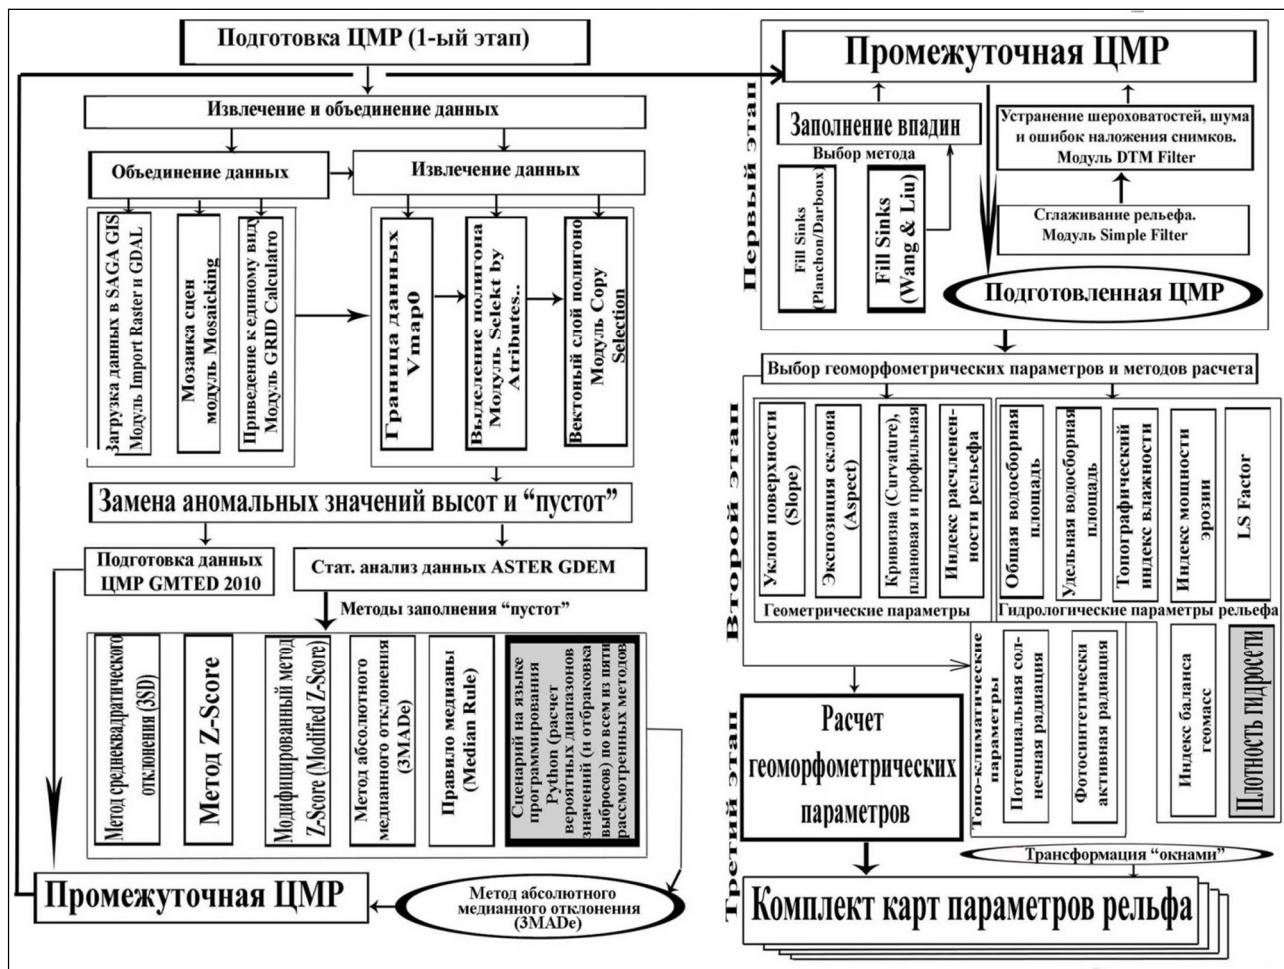 Подготовка ЦМР (1-ый этап)
Извлечение и объединение данных
Объединение данных
Извлечение данных
Загрузка данных в SAGA GIS
Модуль Import Raster и GDAL
Мозаика сцен
модуль Mosaicking
Приведение к единому виду
Модуль GRID Calculatro
Граница данных
Vmap0
Выделение полигона
Модуль Selekt by
Atributes..
Вектоный слой полигоно
Модуль Copy
Selection
Замена аномальных значений высот и “пустот”
Подготовка данных
ЦМР GMTED 2010
Стат. анализ данных ASTER GDEM
Методы заполнения “пустот”
Метод среднеквадратического
отклонения (3SD)
Метод Z-Score
Модифицированный метод
Z-Score (Modified Z-Score)
Метод абсолютного
медианного отклонения
(3MADe)
Правило медианы
(Median Rule)
Сценарий на языке
программирования
Python (расчет
вероятных диапазонов
значений (и отбраковка
выбросов) по всем из пяти
рассмотренных методов
Промежуточная ЦМР
Метод абсолютного
медианного отклонения
(3MADe)
Первый этап
Промежуточная ЦМР
Заполнение впадин
Выбор метода
Fill Sinks
(Planchon/Darboux)
Fill Sinks
(Wang & Liu)
Устранение шероховатостей, шума
и ошибок наложения снимков.
Модуль DTM Filter
Сглаживание рельефа.
Модуль Simple Filter
Подготовленная ЦМР
Второй этап
Выбор геоморфометрических параметров и методов расчета
Уклон поверхности
(Slope)
Экспозиция склона
(Aspect)
Кривизна (Curvature),
плановая и профильная
Индекс расчленен-
ности рельефа
Геометрические параметры
Общая водосборная
площадь
Удельная водосборная
площадь
Топографический
индекс влажности
Индекс мощности
эрозии
LS Factor
Гидрологические параметры рельефа
Топо-климатические
параметры
Потенциальная сол-
нечная радиация
Фотосинтетически
активная радиация
Индекс баланса
геомасс
Плотность гидросети
Третий этап
Расчет
геоморфометрических
параметров
Трансформация “окнами”
Комплект карт параметров рельфа